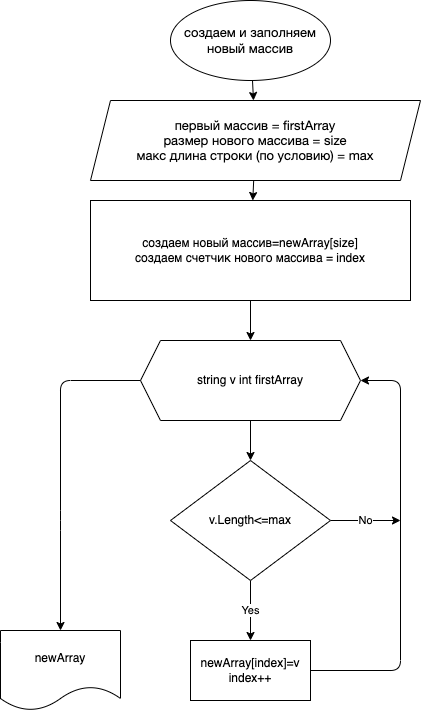 создаем и заполняем
новый массив
первый массив = firstArray
размер нового массива = size
макс длина строки (по условию) = max
создаем новый массив=newArray[size]
создаем счетчик нового массива = index
string v int firstArray
v.Length<=max
No
Yes
newArray
newArray[index]=v
index++